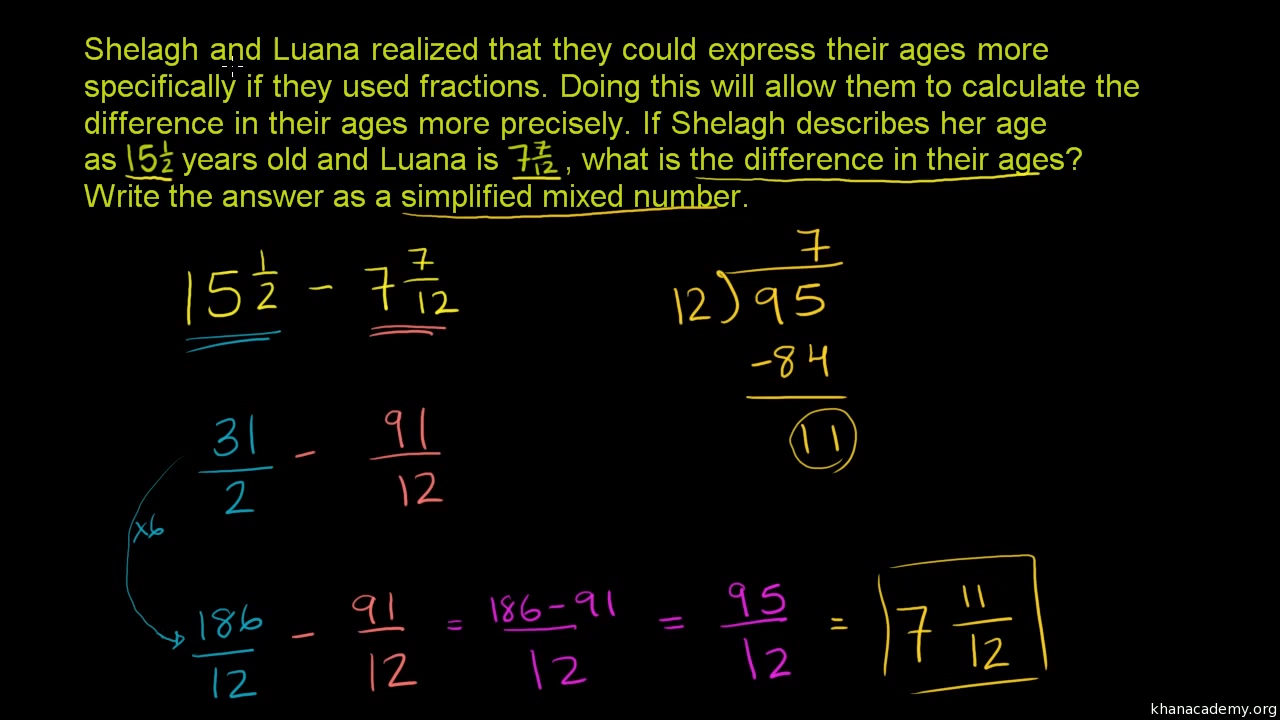 Shelagh and Luana realized that they could express their ages more
specifically if they used fractions. Doing this will allow them to calculate the
difference in their ages more precisely. If Shelagh describes her age
as 15 1/2 years old and Luana is 7 7/12, what is the difference in their ages?
Write the answer as a simplified mixed number.
15 1/2 - 7 7/12
7
12)95
-84
11
31/2 - 91/12
x6
186/12 - 91/12 = 186-91/12 = 95/12 = 7 11/12
khanacademy.org